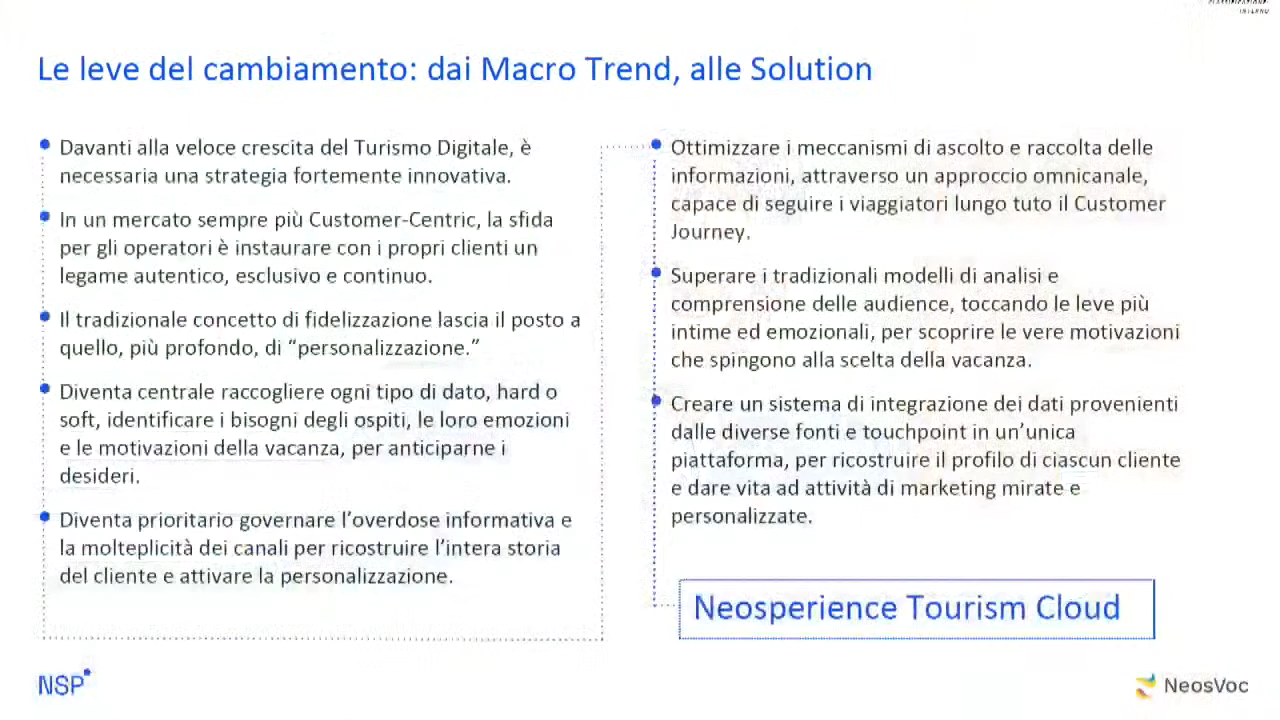 Le leve del cambiamento: dai Macro Trend, alle Solution
Davanti alla veloce crescita del Turismo Digitale, è
necessaria una strategia fortemente innovativa.
In un mercato sempre più Customer-Centric, la sfida
per gli operatori è instaurare con i propri clienti un
legame autentico, esclusivo e continuo.
Il tradizionale concetto di fidelizzazione lascia il posto a
quello, più profondo, di “personalizzazione.”
Diventa centrale raccogliere ogni tipo di dato, hard o
soft, identificare i bisogni degli ospiti, le loro emozioni
e le motivazioni della vacanza, per anticiparne i
desideri.
Diventa prioritario governare l’overdose informativa e
la molteplicità dei canali per ricostruire l’intera storia
del cliente e attivare la personalizzazione.
Ottimizzare i meccanismi di ascolto e raccolta delle
informazioni, attraverso un approccio omnicanale,
capace di seguire i viaggiatori lungo tuto il Customer
Journey.
Superare i tradizionali modelli di analisi e
comprensione delle audience, toccando le leve più
intime ed emozionali, per scoprire le vere motivazioni
che spingono alla scelta della vacanza.
Creare un sistema di integrazione dei dati provenienti
dalle diverse fonti e touchpoint in un’unica
piattaforma, per ricostruire il profilo di ciascun cliente
e dare vita ad attività di marketing mirate e
personalizzate.
Neosperience Tourism Cloud
NSP
NeosVoc